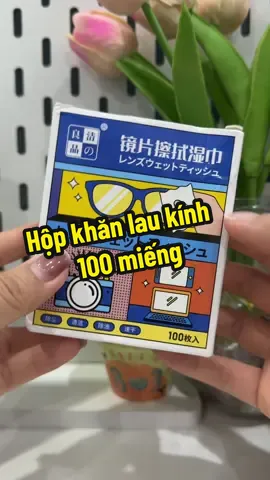 良品
洁の
镜片擦拭湿巾
レンズウェットティッシュ
Hộp khăn lau kính
100 miếng
100枚入